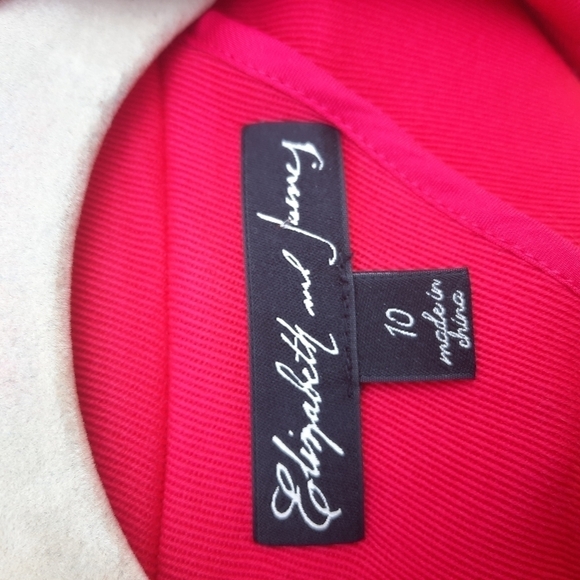 Elizabeth and James
10
made in
china